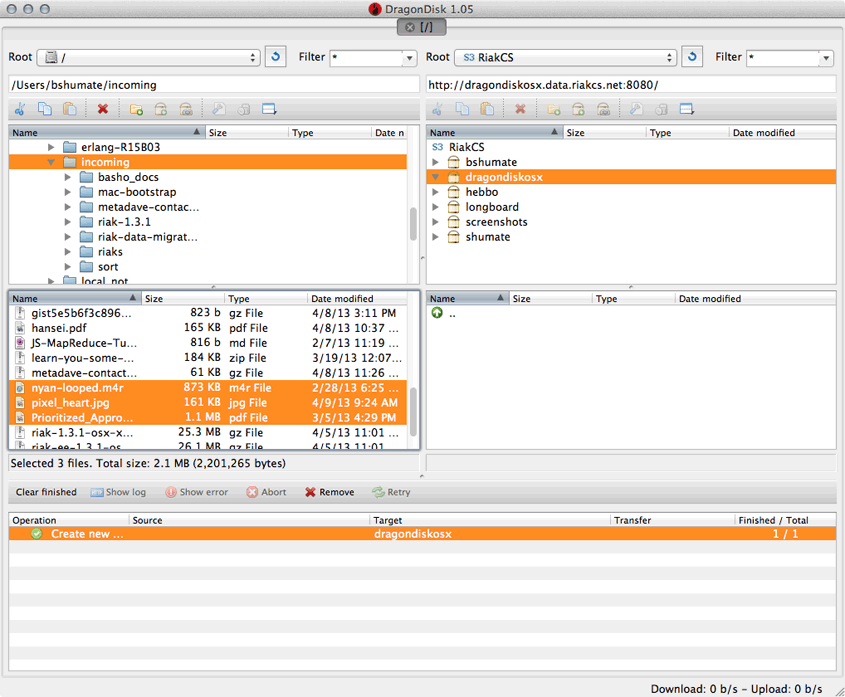 DragonDisk 1.05
[/]
Root / Filter *
Root S3 RiakCS Filter *
/Users/bshumate/incoming
http://dragondiskosx.data.riakcs.net:8080/
Name Size Type Date n
erlang-R15B03
incoming
basho_docs
mac-bootstrap
metadave-contac...
riak-1.3.1
riak-data-migrat...
riaks
sort
local_not
Name Size Type Date modified
S3 RiakCS
bshumate
dragondiskosx
hebbo
longboard
screenshots
shumate
Name Size Type Date modified
gist5e5b6f3c896... 823 b gz File 4/8/13 3:11 PM
hansei.pdf 165 KB pdf File 4/8/13 10:37 ...
JS-MapReduce-Tu... 816 b md File 2/7/13 11:19 ...
learn-you-some-... 184 KB zip File 3/19/13 12:07...
metadave-contact... 61 KB gz File 4/8/13 11:26 ...
nyan-looped.m4r 873 KB m4r File 2/28/13 6:25 ...
pixel_heart.jpg 161 KB jpg File 4/9/13 9:24 AM
Prioritized_Appro... 1.1 MB pdf File 3/5/13 4:29 PM
riak-1.3.1-osx-x... 25.3 MB gz File 4/5/13 11:01 ...
riak-ee-1.3.1-os... 26.1 MB gz File 4/5/13 11:01 ...
Name Size Type Date modified
..
Selected 3 files. Total size: 2.1 MB (2,201,265 bytes)
Clear finished Show log Show error Abort Remove Retry
Operation Source Target Transfer Finished / Total
Create new ... dragondiskosx 1 / 1
Download: 0 b/s - Upload: 0 b/s